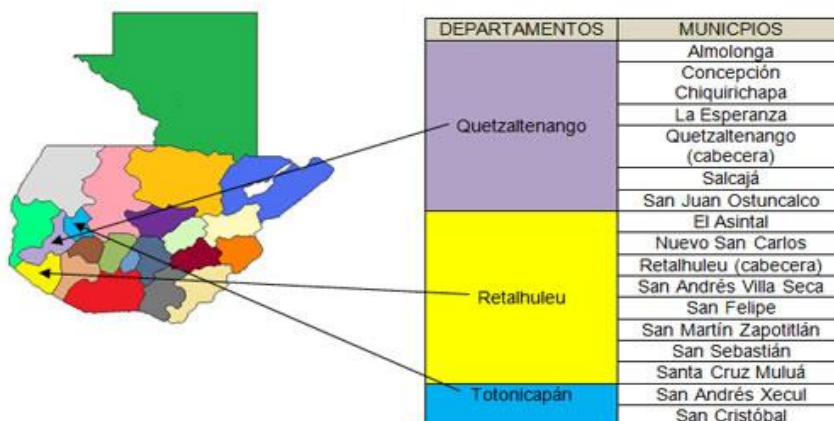 DEPARTAMENTOS MUNICPIOS
Quetzaltenango
Almolonga
Concepción
Chiquirichapa
La Esperanza
Quetzaltenango
(cabecera)
Salcajá
San Juan Ostuncalco
Retalhuleu
El Asintal
Nuevo San Carlos
Retalhuleu (cabecera)
San Andrés Villa Seca
San Felipe
San Martín Zapotitlán
San Sebastián
Santa Cruz Muluá
Totonicapán
San Andrés Xecul
San Cristóbal